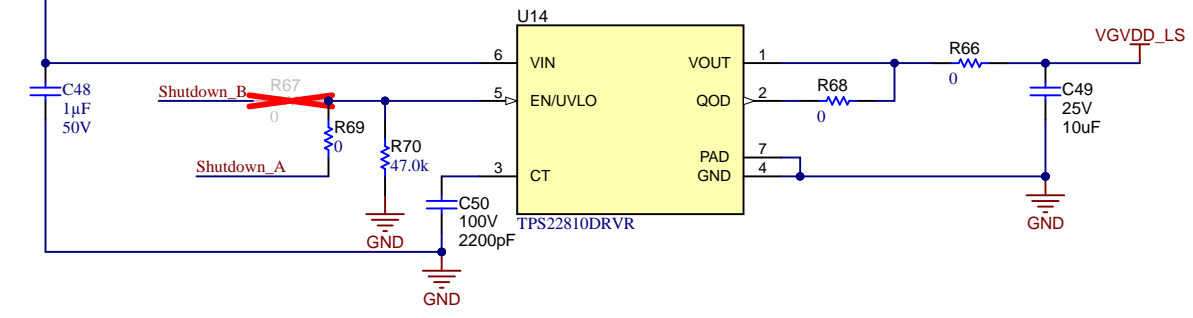 U14
VGVDD_LS
6
VIN
VOUT
1
R66
0
C48
1µF
50V
Shutdown_B
R67
0
5
EN/UVLO
QOD
2
R68
0
C49
25V
10uF
R69
0
Shutdown_A
R70
47.0k
PAD
7
3
CT
GND
4
C50
100V
2200pF
TPS22810DRVR
GND
GND
GND